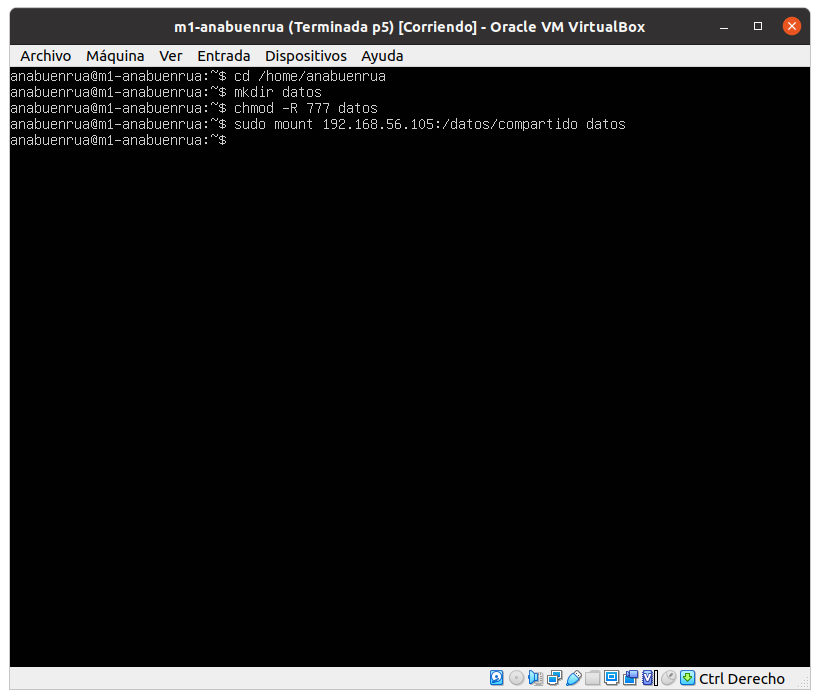 m1-anabuenrua (Terminada p5) [Corriendo] - Oracle VM VirtualBox
Archivo Máquina Ver Entrada Dispositivos Ayuda
anabuenrua@m1-anabuenrua:~$ cd /home/anabuenrua
anabuenrua@m1-anabuenrua:~$ mkdir datos
anabuenrua@m1-anabuenrua:~$ chmod -R 777 datos
anabuenrua@m1-anabuenrua:~$ sudo mount 192.168.56.105:/datos/compartido datos
anabuenrua@m1-anabuenrua:~$
Ctrl Derecho